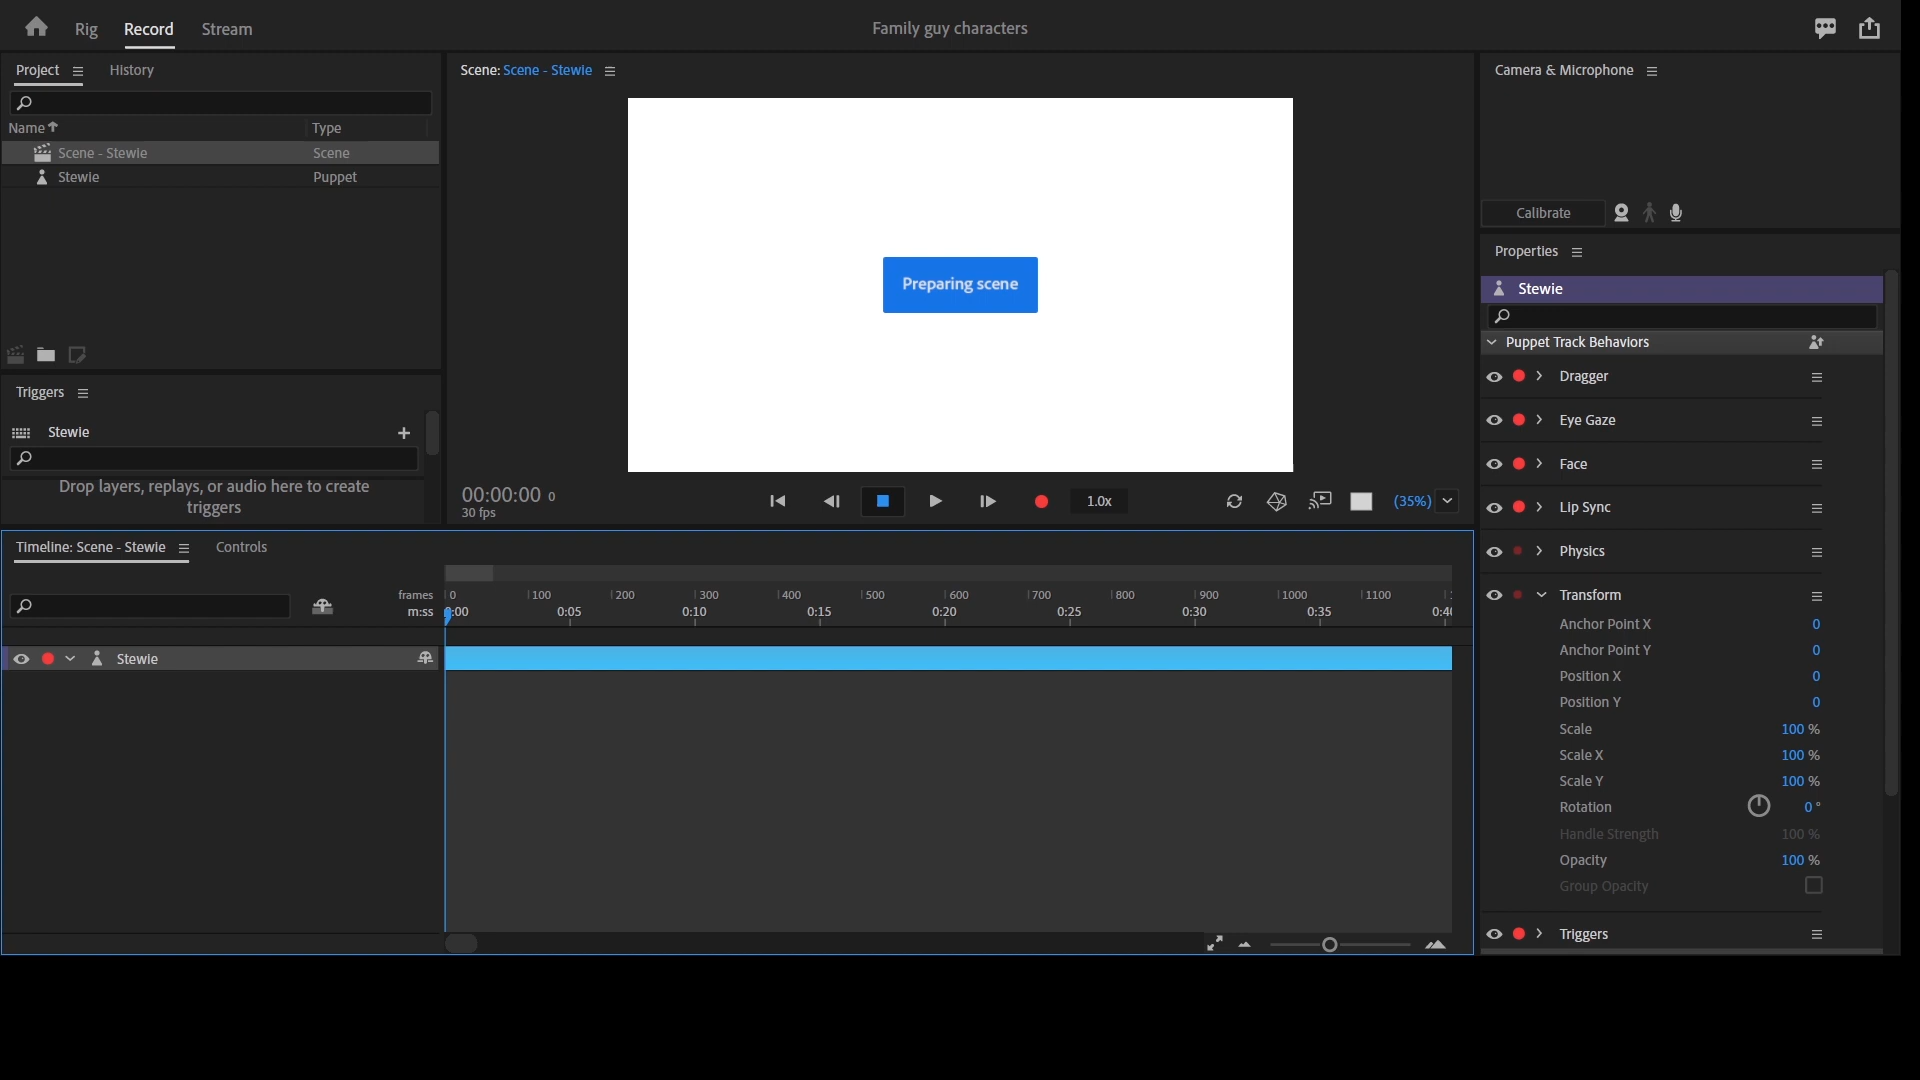 Rig Record Stream Family guy characters
Project History
Name Type
Scene - Stewie Scene
Stewie Puppet
Triggers
Stewie
Drop layers, replays, or audio here to create
triggers
Scene: Scene - Stewie
Preparing scene
00:00:00 0
30 fps
1.0x
(35%)
Camera & Microphone
Calibrate
Properties
Stewie
Puppet Track Behaviors
Dragger
Eye Gaze
Face
Lip Sync
Physics
Transform
Anchor Point X 0
Anchor Point Y 0
Position X 0
Position Y 0
Scale 100 %
Scale X 100 %
Scale Y 100 %
Rotation 0 °
Handle Strength 100 %
Opacity 100 %
Group Opacity
Triggers
Timeline: Scene - Stewie Controls
frames 0 100 200 300 400 500 600 700 800 900 1000 1100
m:ss 0:00 0:05 0:10 0:15 0:20 0:25 0:30 0:35 0:40
Stewie